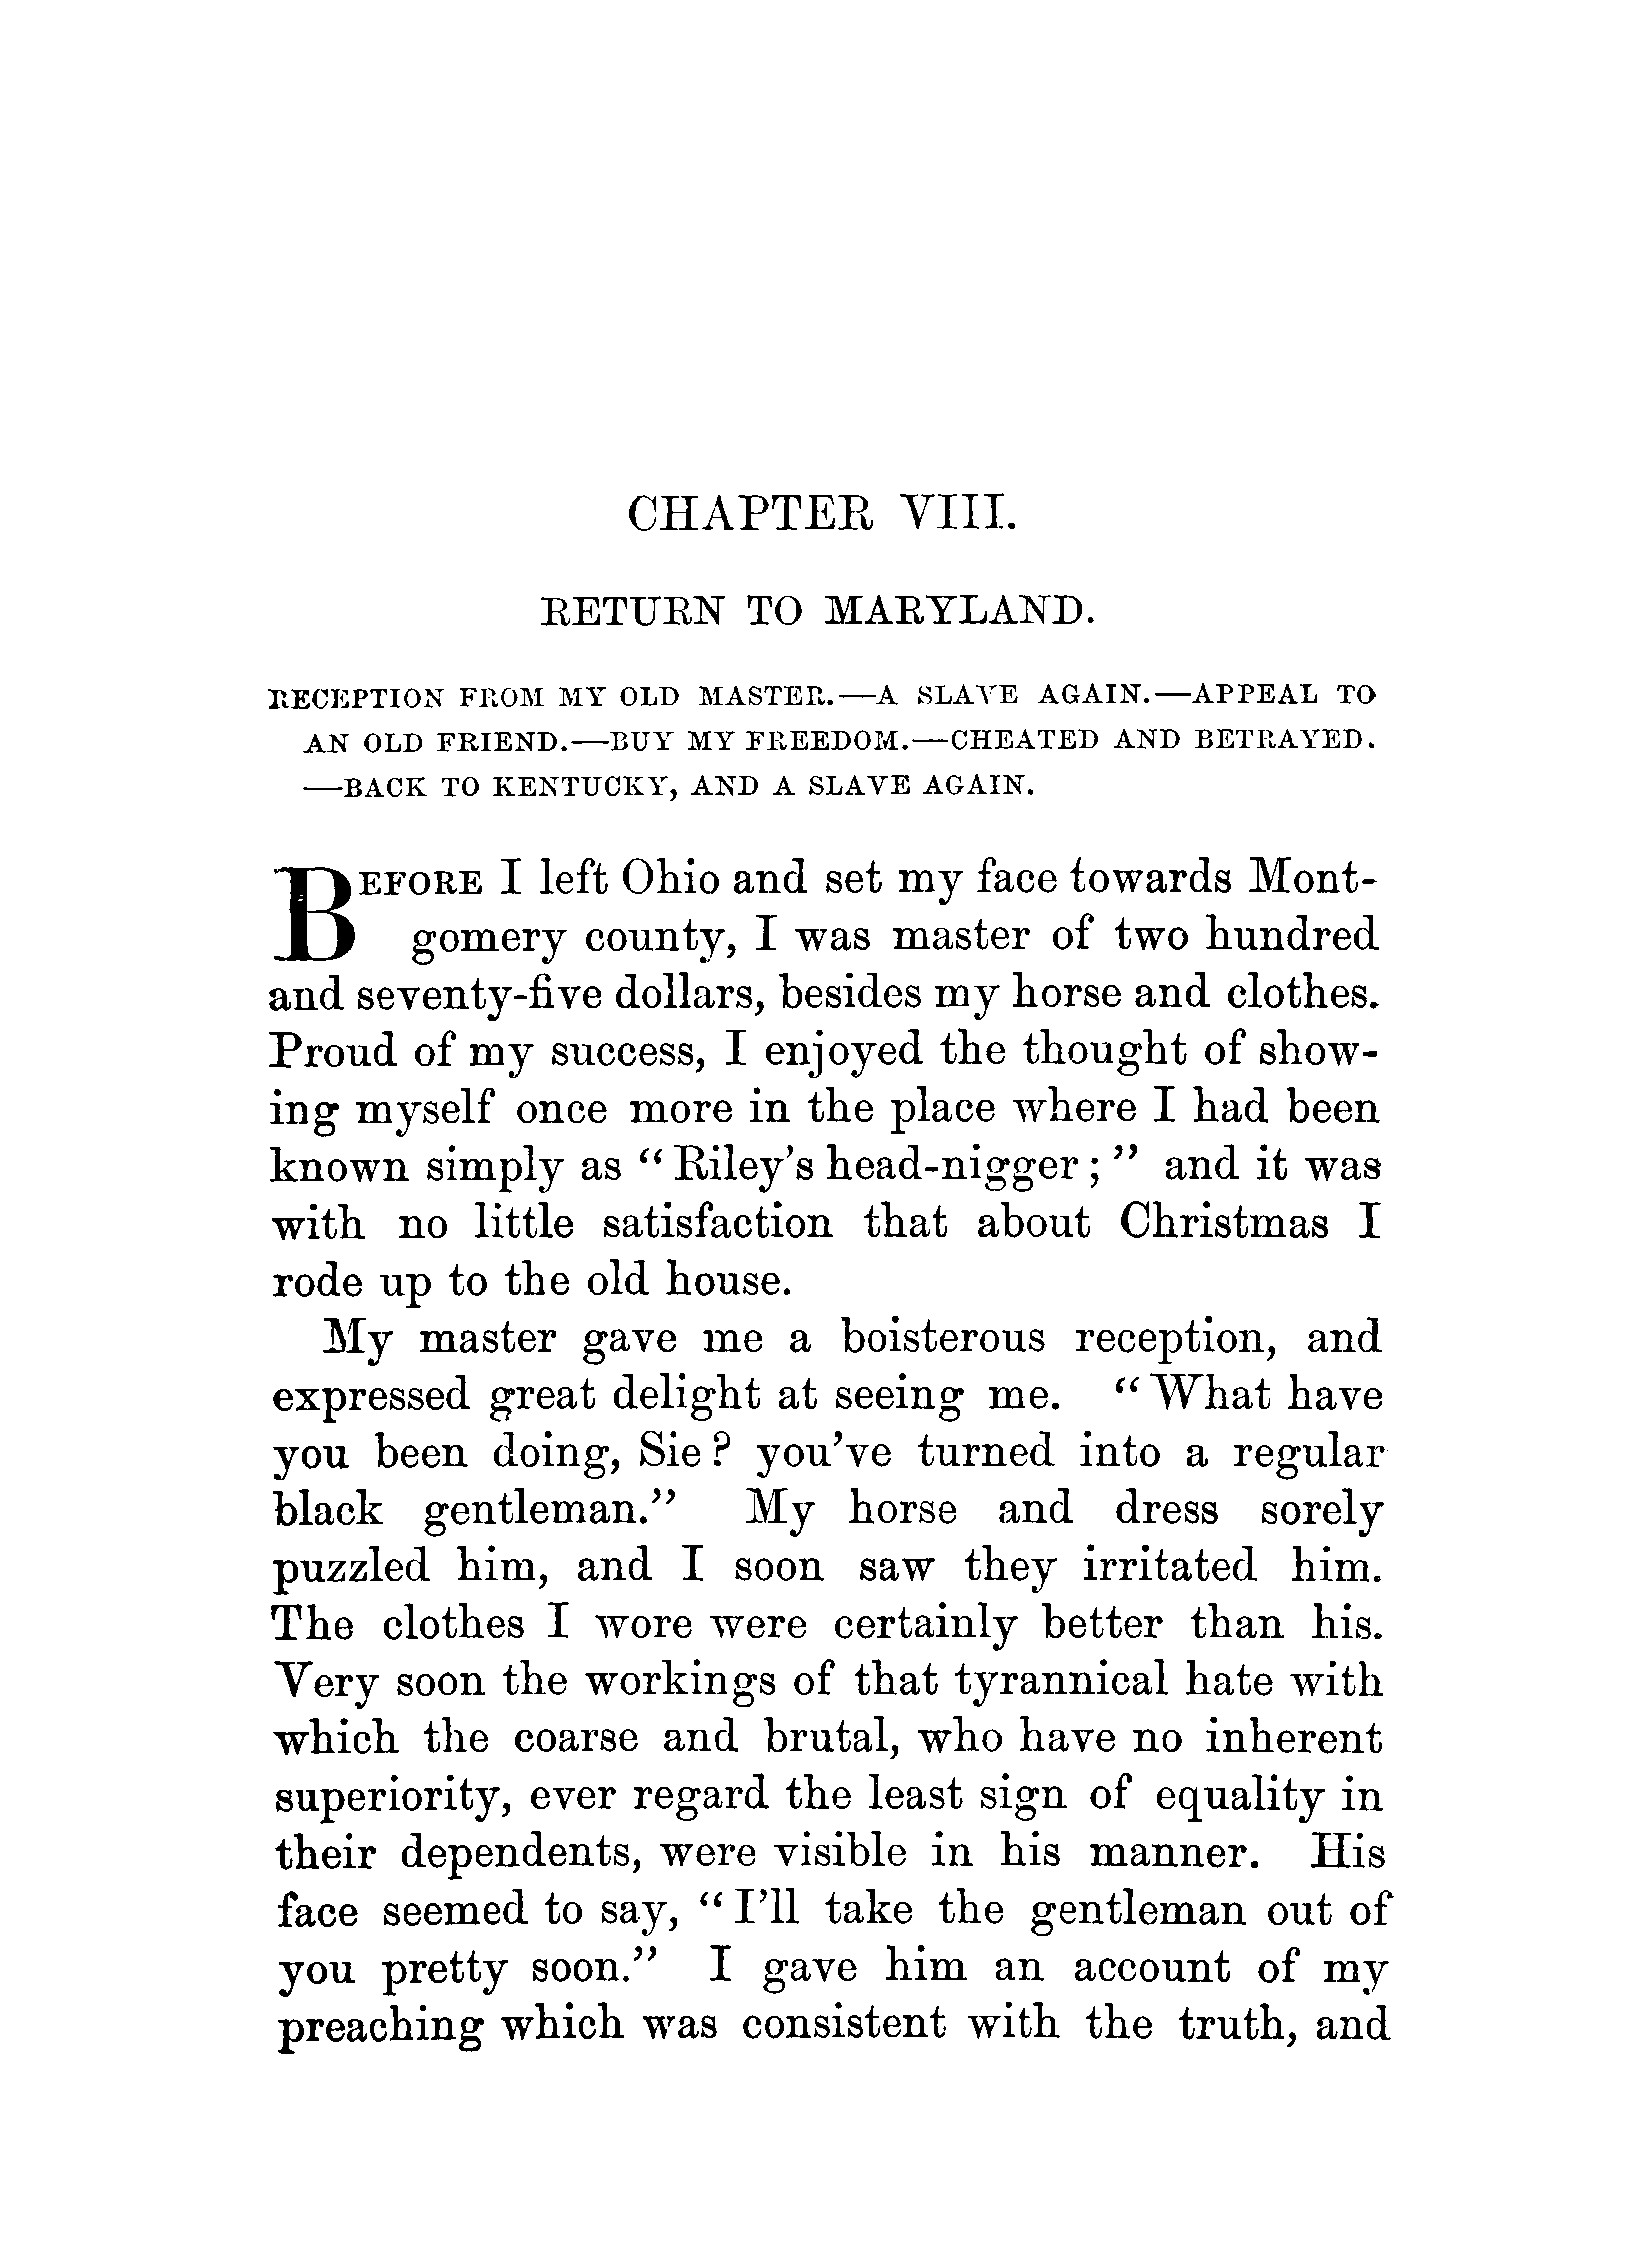 CHAPTER VIII.
RETURN TO MARYLAND.
RECEPTION FROM MY OLD MASTER.—A SLAVE AGAIN.—APPEAL TO
AN OLD FRIEND.—BUY MY FREEDOM.—CHEATED AND BETRAYED.
—BACK TO KENTUCKY, AND A SLAVE AGAIN.
BEFORE I left Ohio and set my face towards Mont-
gomery county, I was master of two hundred
and seventy-five dollars, besides my horse and clothes.
Proud of my success, I enjoyed the thought of show-
ing myself once more in the place where I had been
known simply as “Riley’s head-nigger;” and it was
with no little satisfaction that about Christmas I
rode up to the old house.
My master gave me a boisterous reception, and
expressed great delight at seeing me. “What have
you been doing, Sie? you’ve turned into a regular
black gentleman.” My horse and dress sorely
puzzled him, and I soon saw they irritated him.
The clothes I wore were certainly better than his.
Very soon the workings of that tyrannical hate with
which the coarse and brutal, who have no inherent
superiority, ever regard the least sign of equality in
their dependents, were visible in his manner. His
face seemed to say, “I’ll take the gentleman out of
you pretty soon.” I gave him an account of my
preaching which was consistent with the truth, and